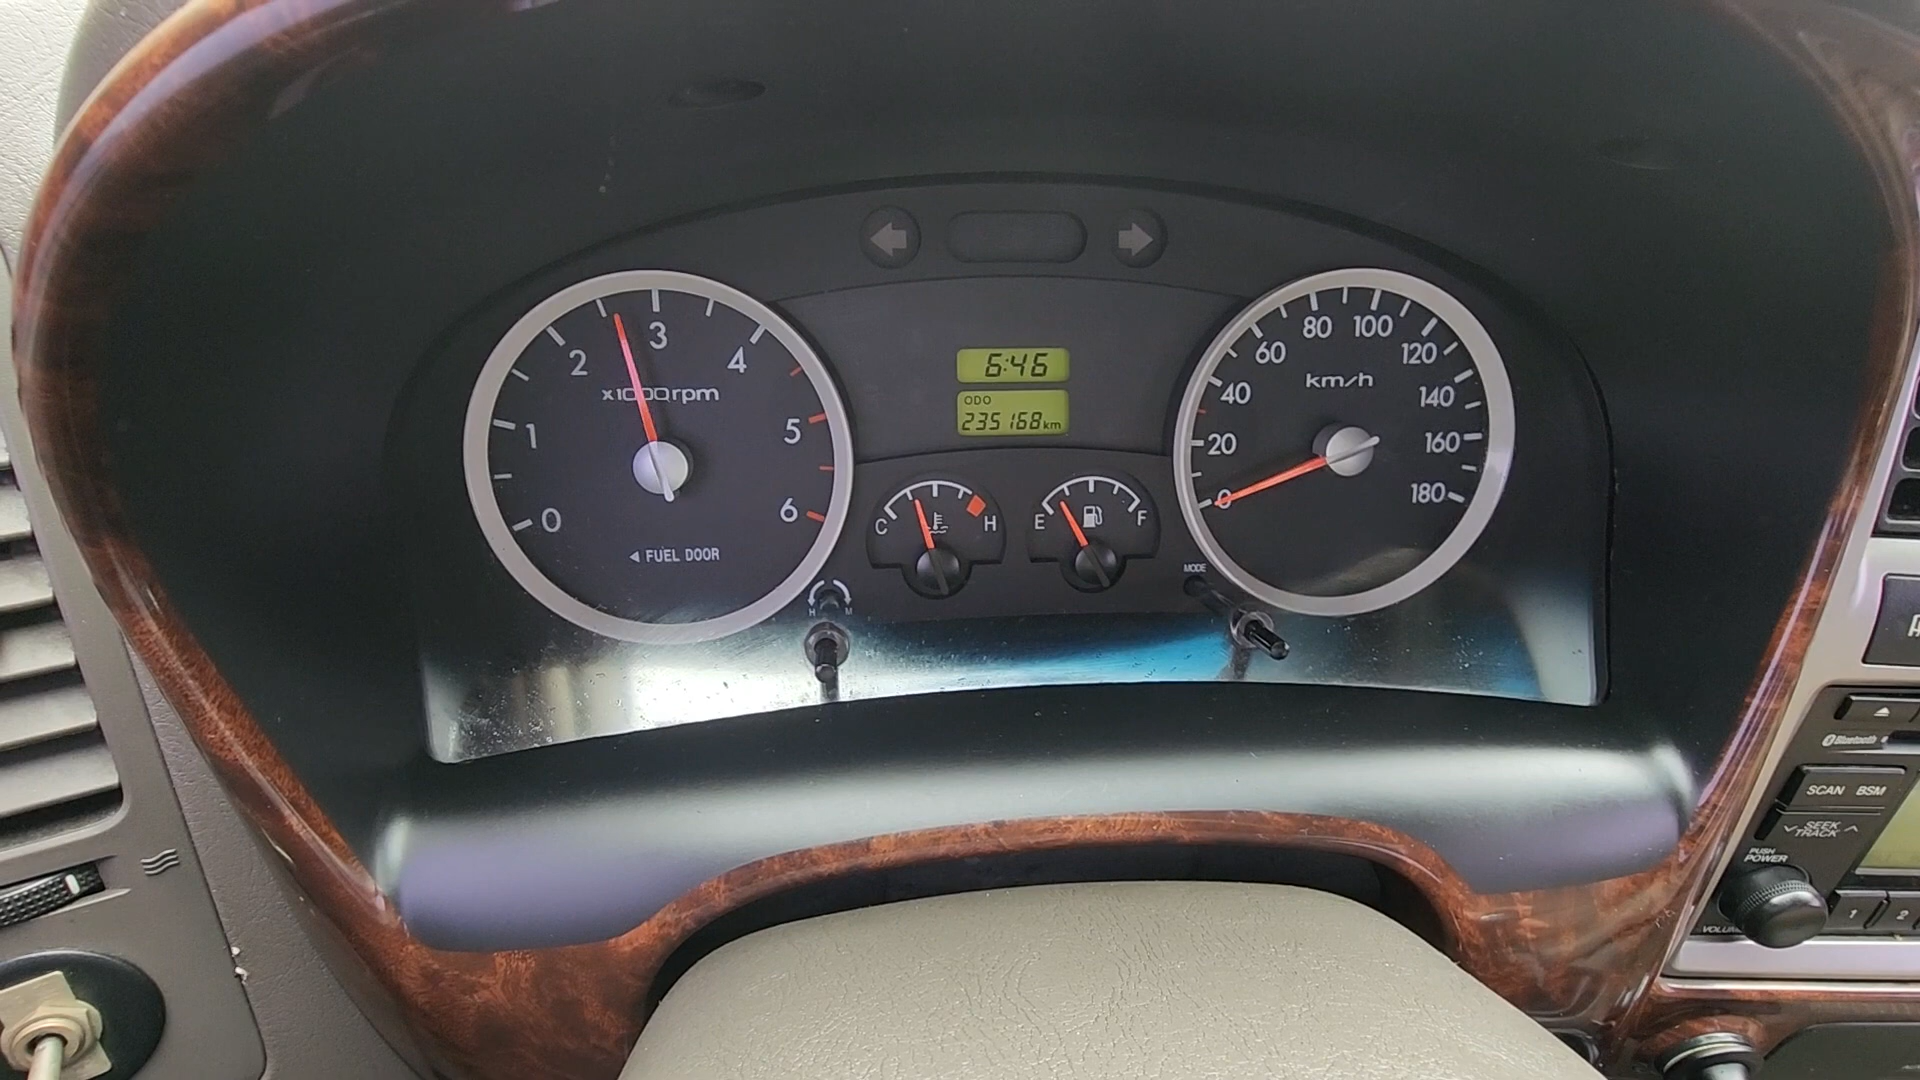 0
1
2
3
4
5
6
x1000rpm
◀ FUEL DOOR
6:46
ODO
235168km
C
H
E
F
H
M
MODE
0
20
40
60
80
100
120
140
160
180
km/h
Bluetooth
SCAN
BSM
SEEK
TRACK
PUSH
POWER
1
2